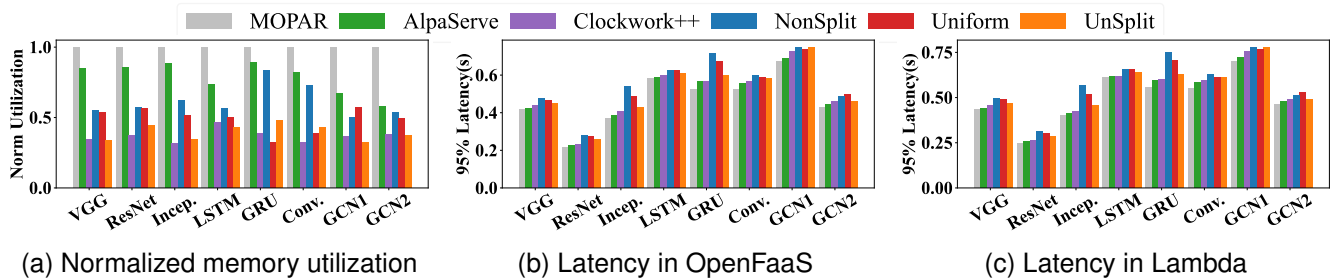 MOPAR AlpaServe Clockwork++ NonSplit Uniform UnSplit
Norm Utilization
1.0
0.5
0.0
VGG ResNet Incep. LSTM GRU Conv. GCN1 GCN2
(a) Normalized memory utilization
95% Latency(s)
0.6
0.4
0.2
0.0
VGG ResNet Incep. LSTM GRU Conv. GCN1 GCN2
(b) Latency in OpenFaaS
95% Latency(s)
0.75
0.50
0.25
0.00
VGG ResNet Incep. LSTM GRU Conv. GCN1 GCN2
(c) Latency in Lambda